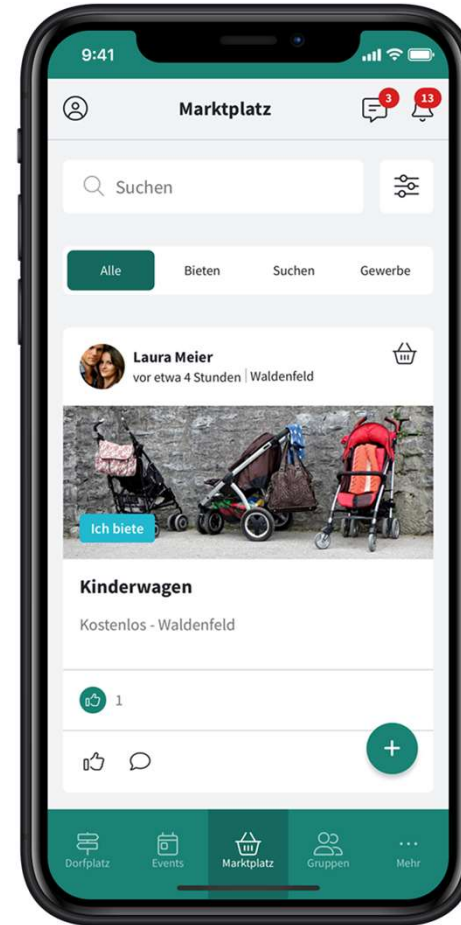 9:41
Marktplatz
3
13
Suchen
Alle Bieten Suchen Gewerbe
Laura Meier
vor etwa 4 Stunden | Waldenfeld
Ich biete
Kinderwagen
Kostenlos - Waldenfeld
1
Dorfplatz Events Marktplatz Gruppen Mehr